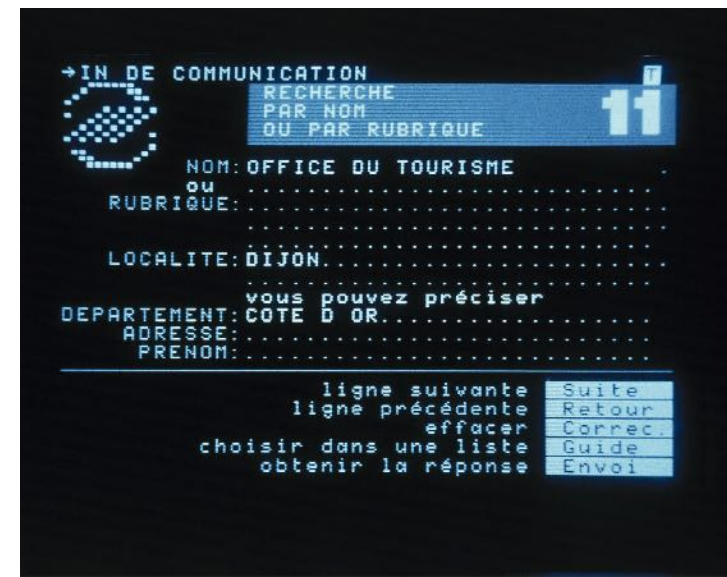 →IN DE COMMUNICATION T
RECHERCHE
PAR NOM
OU PAR RUBRIQUE
11
NOM:OFFICE DU TOURISME
ou
RUBRIQUE:
LOCALITE:DIJON
vous pouvez préciser
DEPARTEMENT:COTE D OR
ADRESSE:
PRENOM:
ligne suivante Suite
ligne précédente Retour
effacer Correc.
choisir dans une liste Guide
obtenir la réponse Envoi